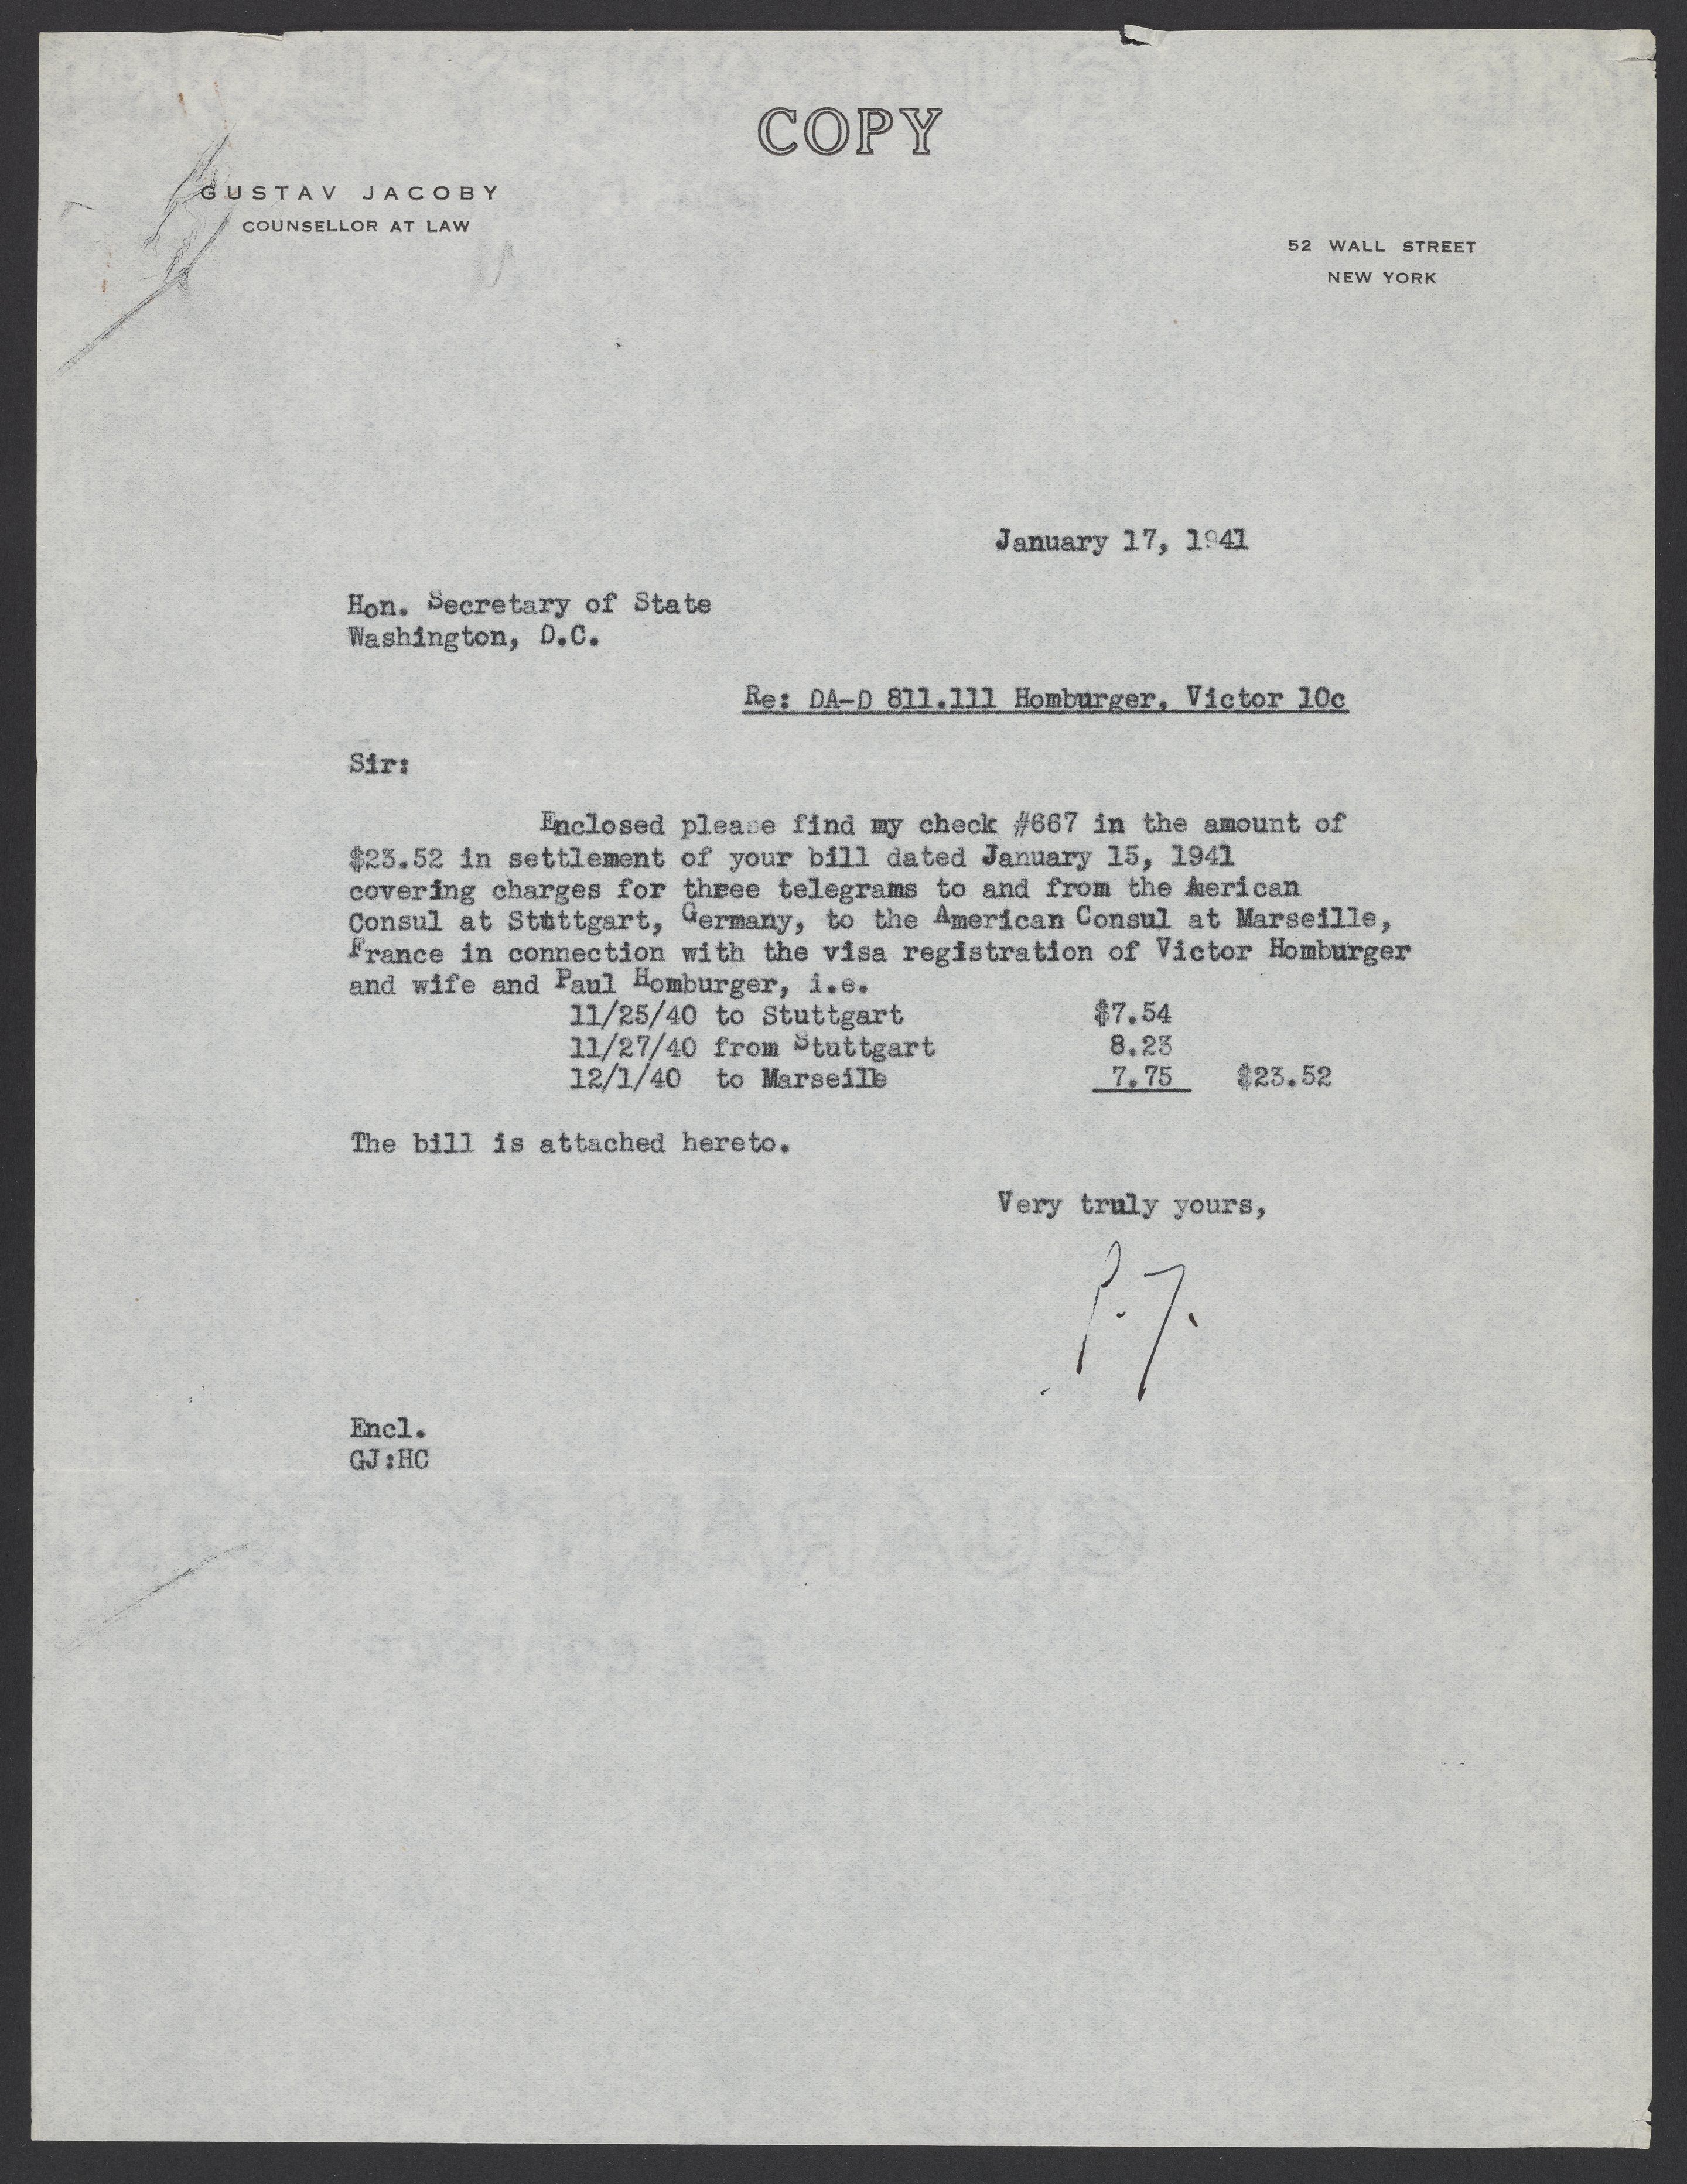 COPY
GUSTAV JACOBY
COUNSELLOR AT LAW
52 WALL STREET
NEW YORK
January 17, 1941
Hon. Secretary of State
Washington, D.C.
Re: DA-D 811.111 Homburger, Victor 10c
Sir:
Enclosed please find my check #667 in the amount of
$23.52 in settlement of your bill dated January 15, 1941
covering charges for three telegrams to and from the Aerican
Consul at Stuttgart, Germany, to the American Consul at Marseille,
France in connection with the visa registration of Victor Homburger
and wife and Paul Homburger, i.e.
11/25/40 to Stuttgart $7.54
11/27/40 from Stuttgart 8.23
12/1/40 to Marseille 7.75 $23.52
The bill is attached hereto.
Very truly yours,
Encl.
GJ:HC